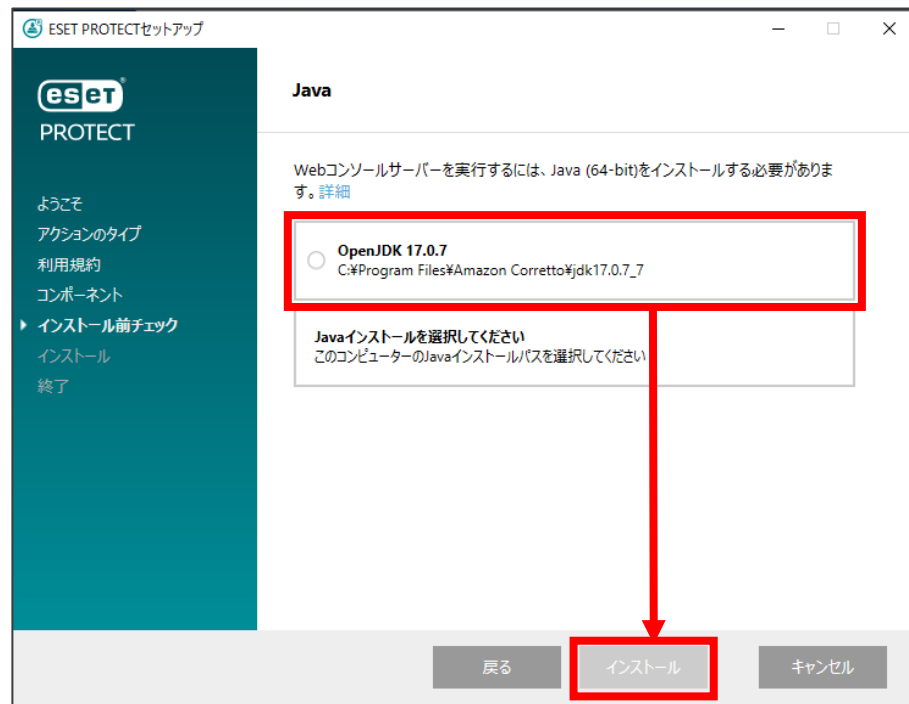 ESET PROTECTセットアップ
eset
PROTECT
ようこそ
アクションのタイプ
利用規約
コンポーネント
インストール前チェック
インストール
終了
Java
Webコンソールサーバーを実行するには、Java (64-bit)をインストールする必要がありま
す。詳細
OpenJDK 17.0.7
C:¥Program Files¥Amazon Corretto¥jdk17.0.7_7
Javaインストールを選択してください
このコンピューターのJavaインストールパスを選択してください
戻る
インストール
キャンセル